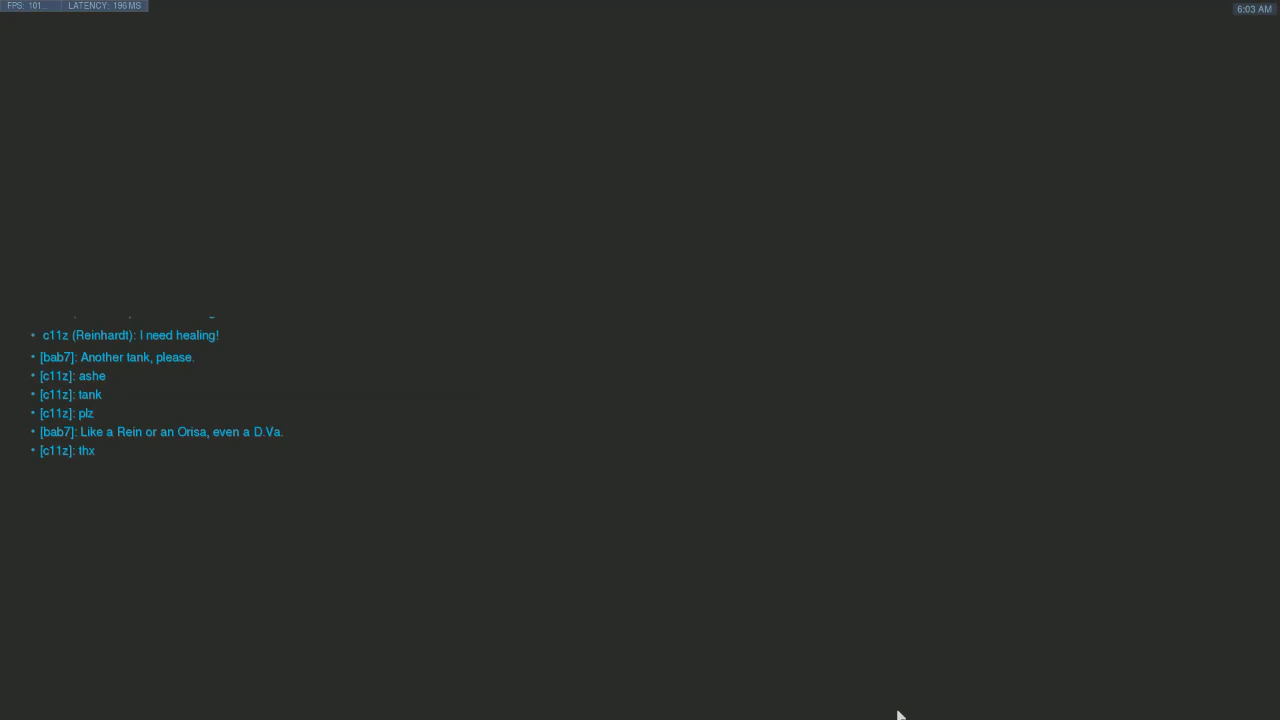 FPS: 101... LATENCY: 196 MS
6:03 AM
• c11z (Reinhardt): I need healing!
• [bab7]: Another tank, please.
• [c11z]: ashe
• [c11z]: tank
• [c11z]: plz
• [bab7]: Like a Rein or an Orisa, even a D.Va.
• [c11z]: thx